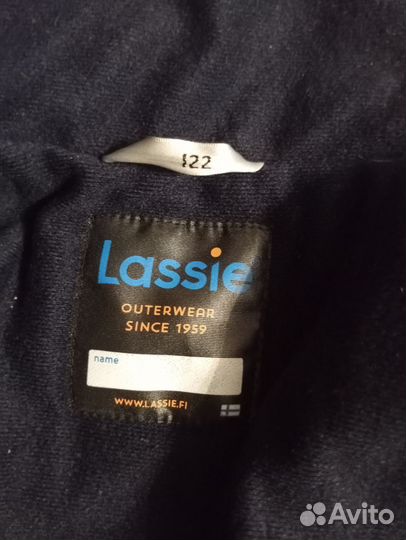 122
Lassie
OUTERWEAR
SINCE 1959
name
WWW.LASSIE.FI
Avito